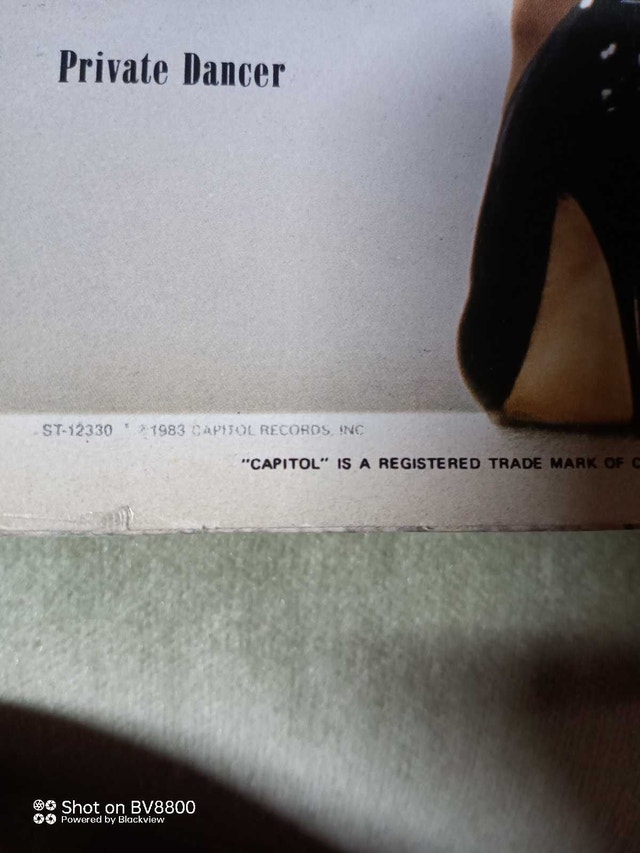 Private Dancer
ST-12330 ℗1983 CAPITOL RECORDS, INC
"CAPITOL" IS A REGISTERED TRADE MARK OF
Shot on BV8800
Powered by Blackview